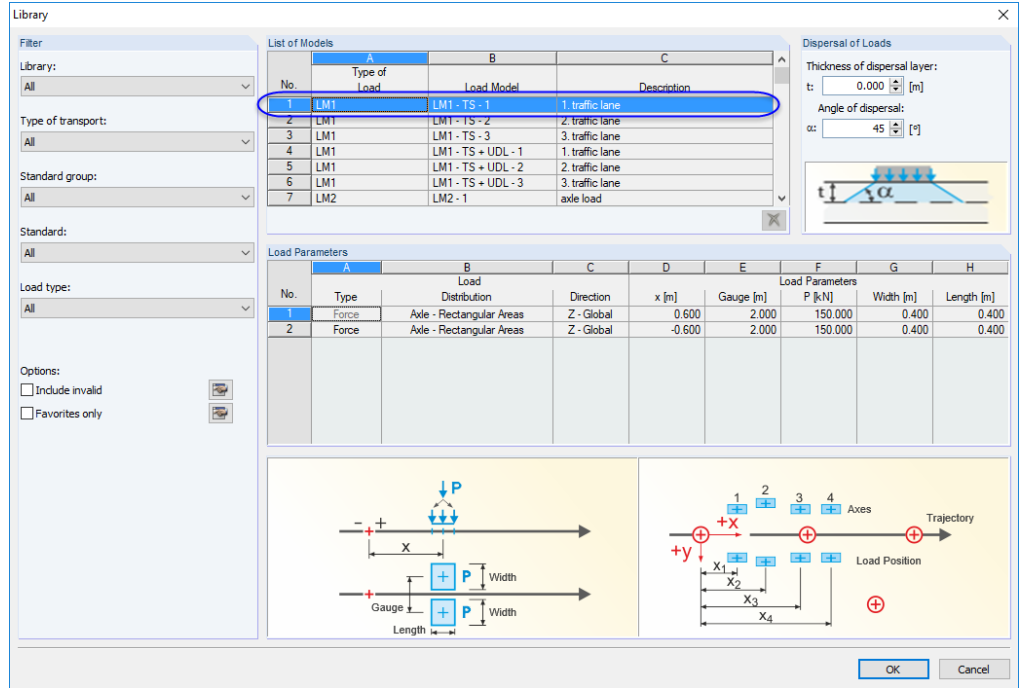 Library
Filter
Library:
All
Type of transport:
All
Standard group:
All
Standard:
All
Load type:
All
Options:
Include invalid
Favorites only
List of Models
A B C
No. Type of Load Load Model Description
1 LM1 LM1 - TS - 1 1. traffic lane
2 LM1 LM1 - TS - 2 2. traffic lane
3 LM1 LM1 - TS - 3 3. traffic lane
4 LM1 LM1 - TS + UDL - 1 1. traffic lane
5 LM1 LM1 - TS + UDL - 2 2. traffic lane
6 LM1 LM1 - TS + UDL - 3 3. traffic lane
7 LM2 LM2 - 1 axle load
Dispersal of Loads
Thickness of dispersal layer:
t: 0.000 [m]
Angle of dispersal:
α: 45 [°]
t α
Load Parameters
A B C D E F G H
Load Load Parameters
No. Type Distribution Direction x [m] Gauge [m] P [kN] Width [m] Length [m]
1 Force Axle - Rectangular Areas Z - Global 0.600 2.000 150.000 0.400 0.400
2 Force Axle - Rectangular Areas Z - Global -0.600 2.000 150.000 0.400 0.400
P
− +
x
P Width
Gauge
P Width
Length
1 2 3 4 Axes
+x Trajectory
+y
x1 Load Position
x2
x3
x4
OK Cancel